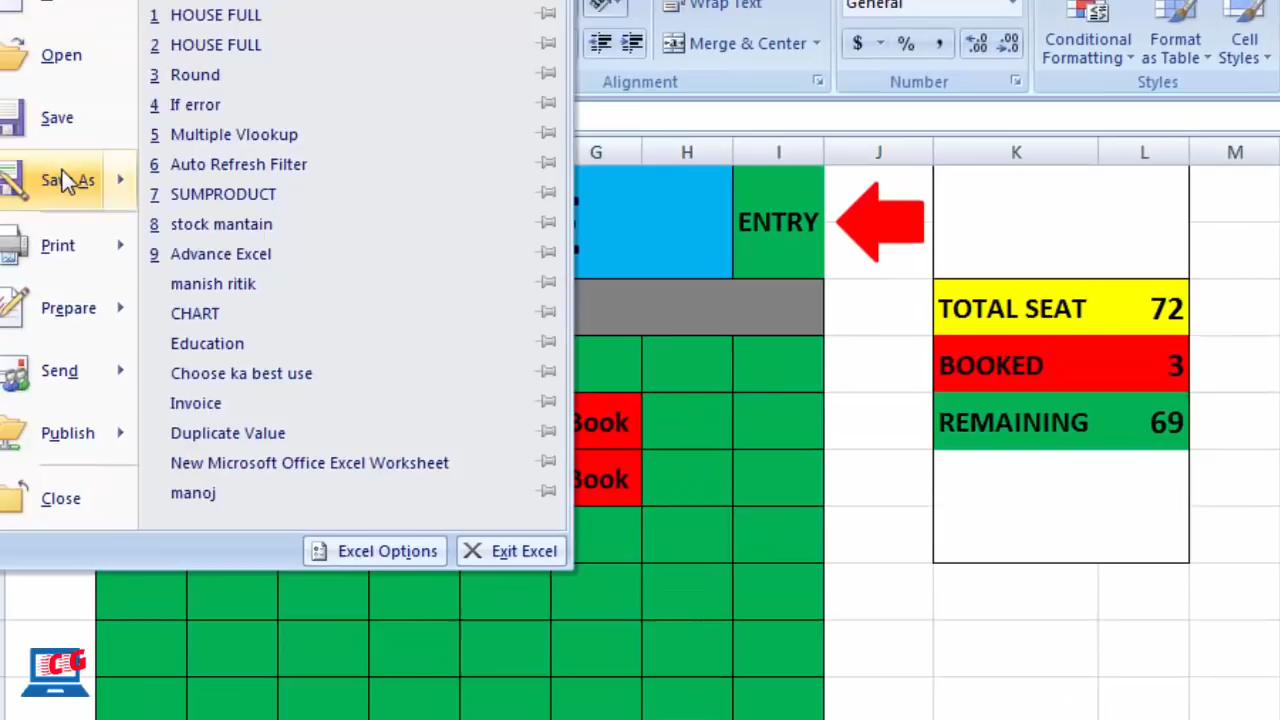 1 HOUSE FULL
2 HOUSE FULL
3 Round
4 If error
5 Multiple Vlookup
6 Auto Refresh Filter
7 SUMPRODUCT
8 stock mantain
9 Advance Excel
manish ritik
CHART
Education
Choose ka best use
Invoice
Duplicate Value
New Microsoft Office Excel Worksheet
manoj
Open
Save
Save As
Print
Prepare
Send
Publish
Close
Excel Options
Exit Excel
Wrap Text
Merge & Center
Alignment
General
$ % ,
Number
Conditional
Formatting
Format
as Table
Cell
Styles
Styles
G H I J K L M
ENTRY
TOTAL SEAT 72
BOOKED 3
REMAINING 69
Book
Book
CG